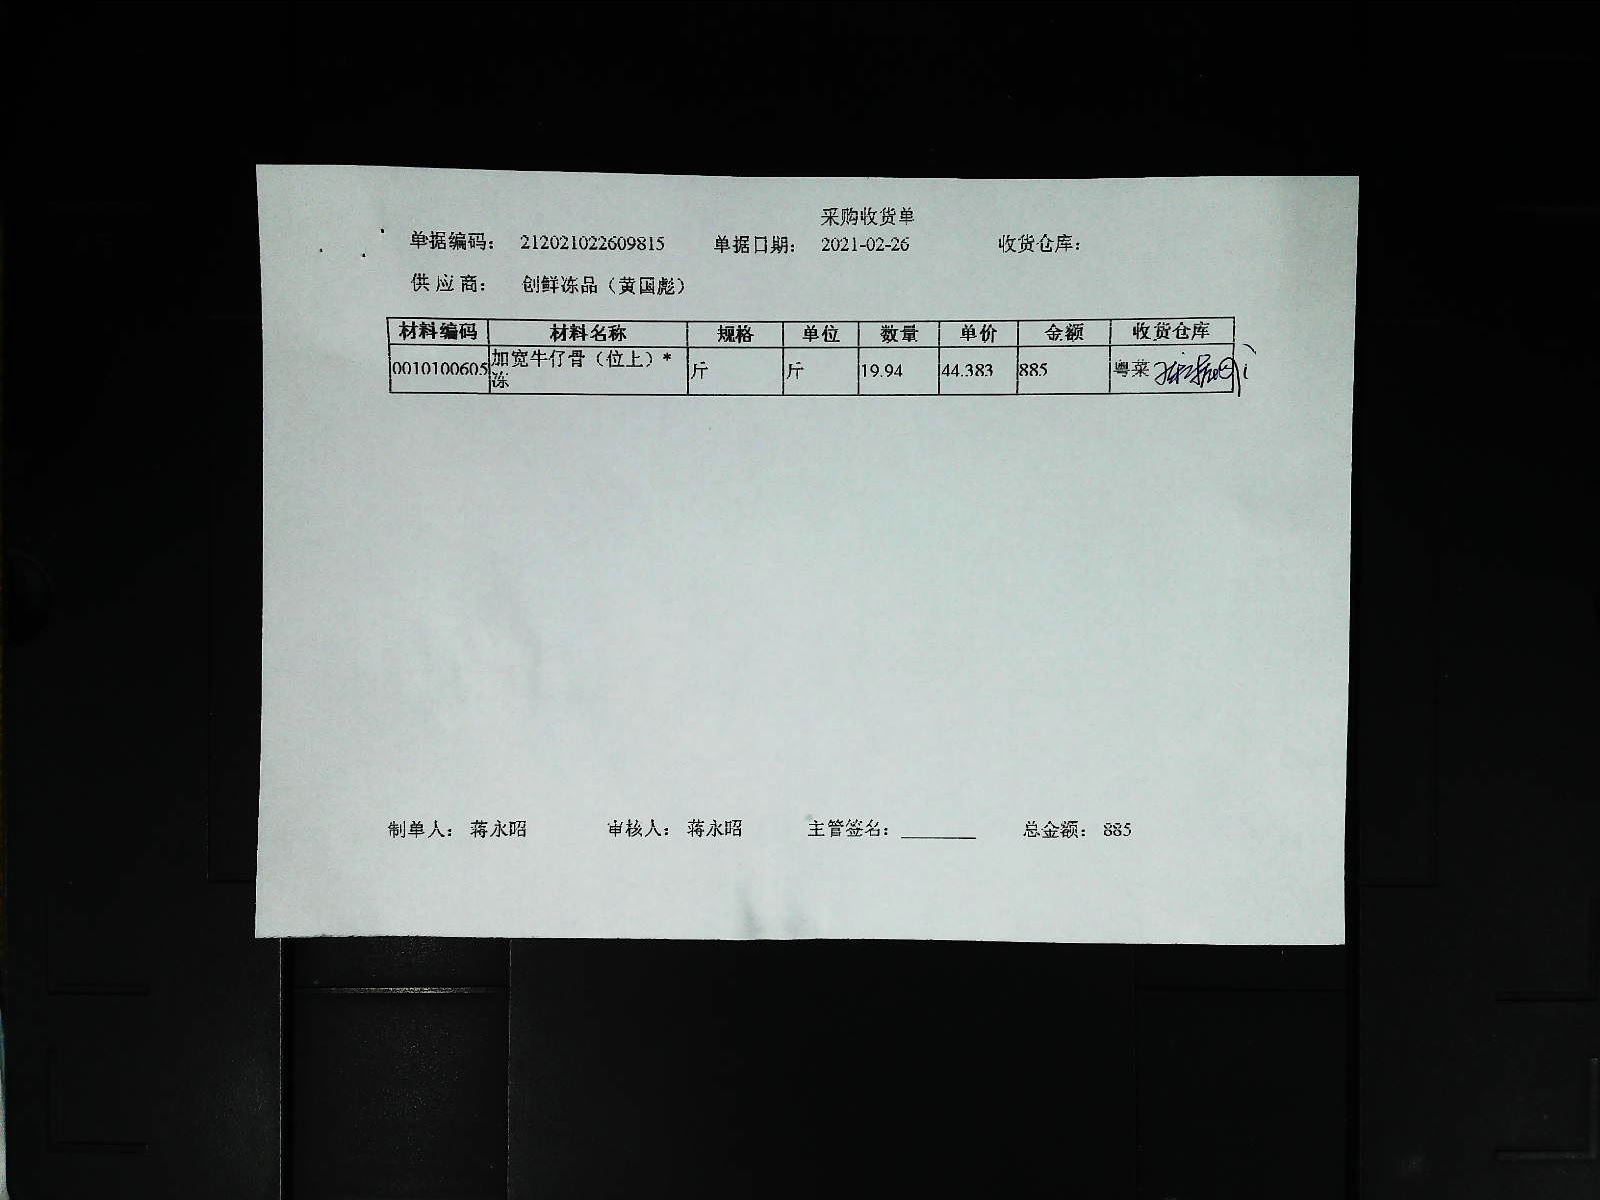 采购收货单
单据编码: 212021022609815 单据日期: 2021-02-26 收货仓库:
供应商: 创鲜冻品（黄国彪）
材料编码 材料名称 规格 单位 数量 单价 金额 收货仓库
0010100605 加宽牛仔骨（位上）* 斤 斤 19.94 44.383 885 粤菜
冻
制单人: 蒋永昭 审核人: 蒋永昭 主管签名: 总金额: 885